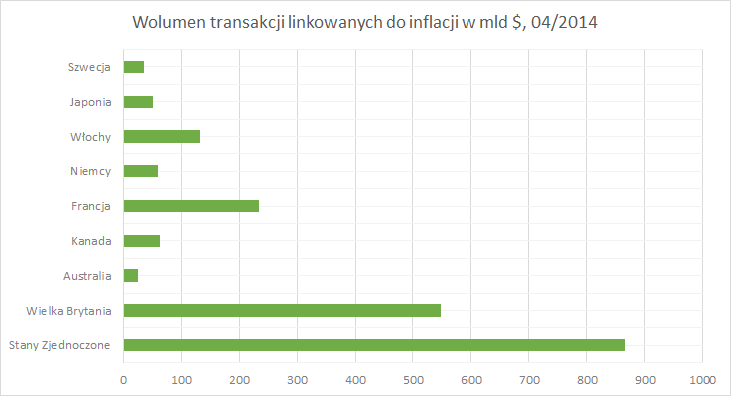 Wolumen transakcji linkowanych do inflacji w mld $, 04/2014
Szwecja
Japonia
Włochy
Niemcy
Francja
Kanada
Australia
Wielka Brytania
Stany Zjednoczone
0 100 200 300 400 500 600 700 800 900 1000